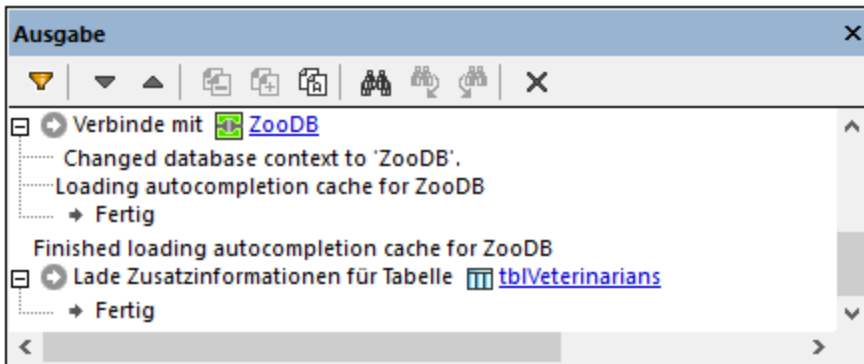 Ausgabe
Verbinde mit ZooDB
Changed database context to 'ZooDB'.
Loading autocompletion cache for ZooDB
Fertig
Finished loading autocompletion cache for ZooDB
Lade Zusatzinformationen für Tabelle tblVeterinarians
Fertig